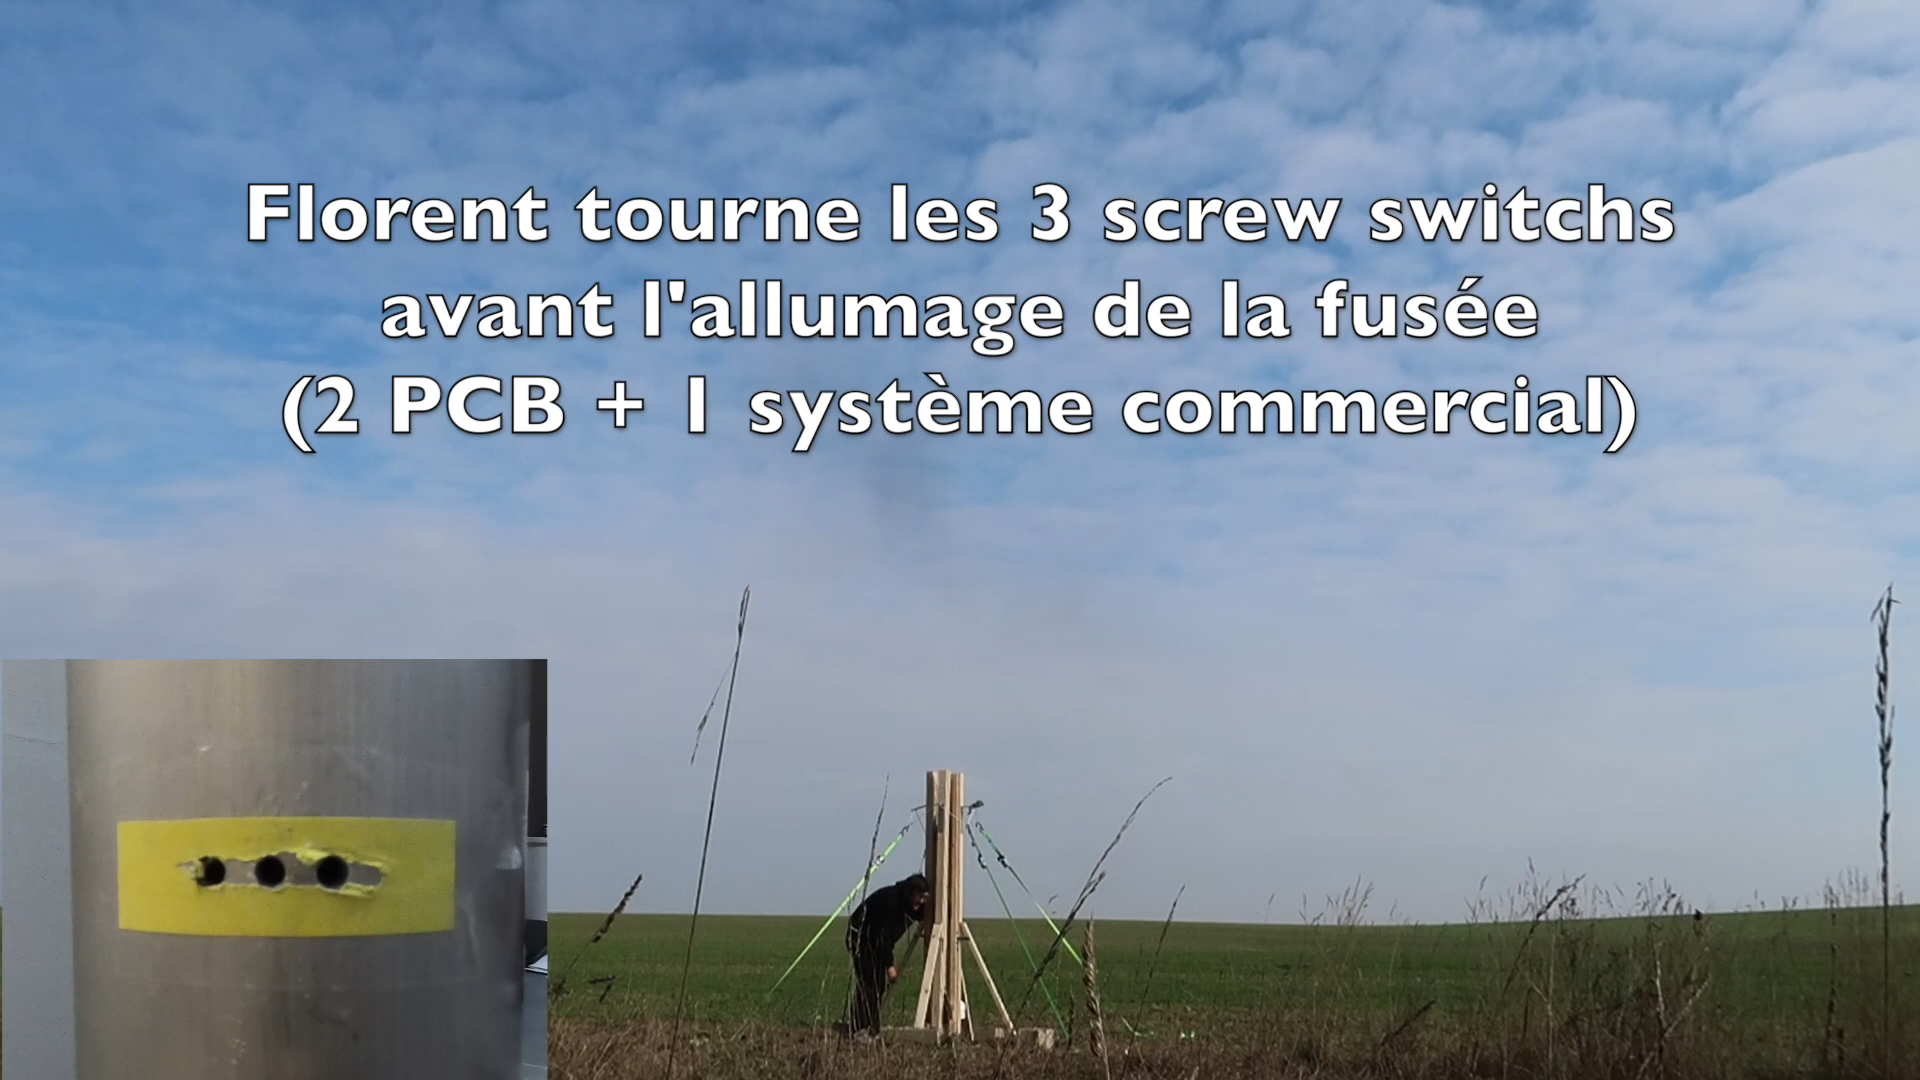 Florent tourne les 3 screw switchs
avant l'allumage de la fusée
(2 PCB + 1 système commercial)